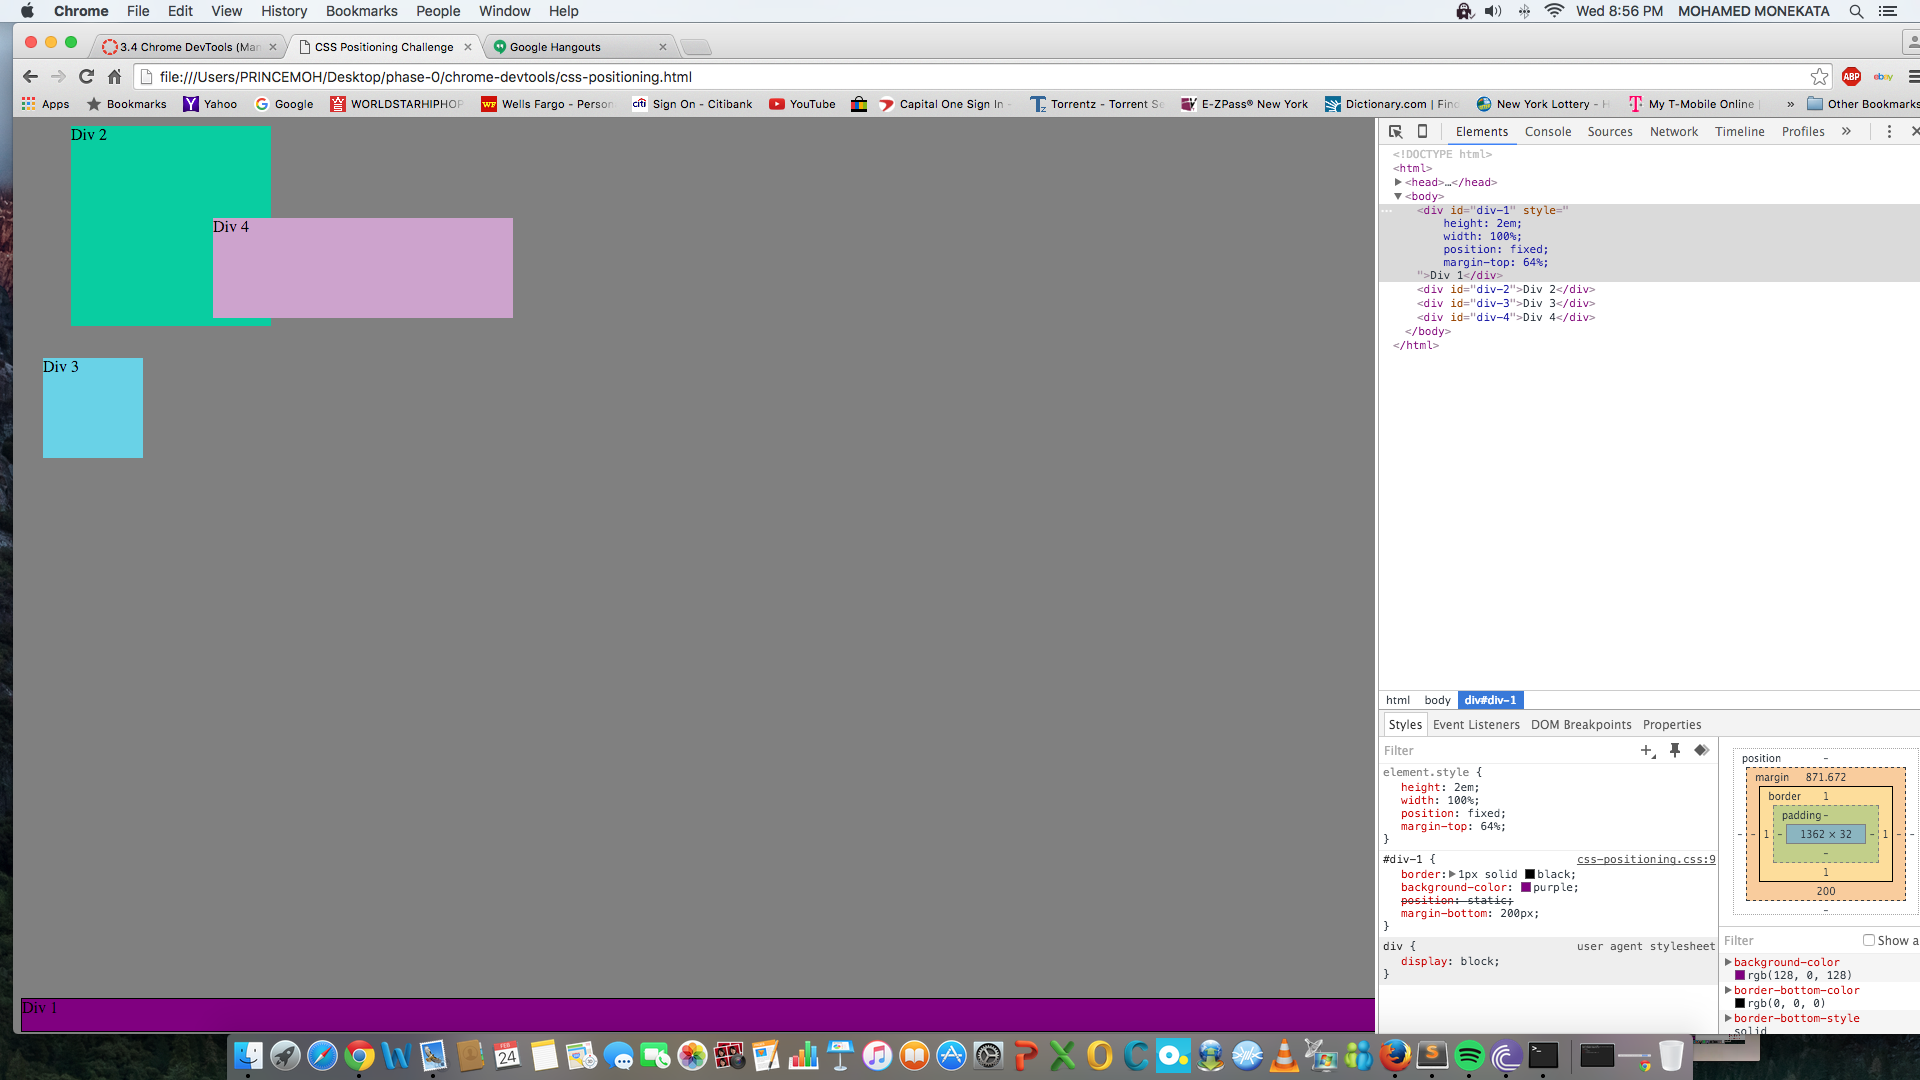 Chrome File Edit View History Bookmarks People Window Help Wed 8:56 PM MOHAMED MONEKATA
3.4 Chrome DevTools (Man CSS Positioning Challenge Google Hangouts
file:///Users/PRINCEMOH/Desktop/phase-0/chrome-devtools/css-positioning.html ABP ebay
Apps Bookmarks Yahoo Google WORLDSTARHIPHOP Wells Fargo - Person Sign On - Citibank YouTube Capital One Sign In - Torrentz - Torrent Se E-ZPass® New York Dictionary.com | Find New York Lottery - H My T-Mobile Online | » Other Bookmarks
Div 2
Div 4
Div 3
Div 1
Elements Console Sources Network Timeline Profiles »
<!DOCTYPE html>
<html>
<head>…</head>
<body>
<div id="div-1" style="
height: 2em;
width: 100%;
position: fixed;
margin-top: 64%;
">Div 1</div>
<div id="div-2">Div 2</div>
<div id="div-3">Div 3</div>
<div id="div-4">Div 4</div>
</body>
</html>
html body div#div-1
Styles Event Listeners DOM Breakpoints Properties
Filter
element.style {
height: 2em;
width: 100%;
position: fixed;
margin-top: 64%;
}
#div-1 { css-positioning.css:9
border: 1px solid black;
background-color: purple;
position: static;
margin-bottom: 200px;
}
div { user agent stylesheet
display: block;
}
position -
margin 871.672
border 1
padding -
- - 1 - 1362 × 32 - 1 - -
-
1
200
-
Filter Show a
background-color
rgb(128, 0, 128)
border-bottom-color
rgb(0, 0, 0)
border-bottom-style
solid
FEB
24